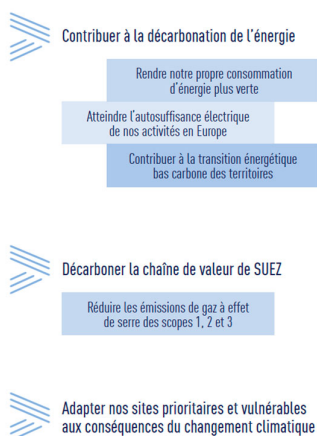 Contribuer à la décarbonation de l'énergie
Rendre notre propre consommation
d'énergie plus verte
Atteindre l'autosuffisance électrique
de nos activités en Europe
Contribuer à la transition énergétique
bas carbone des territoires
Décarboner la chaîne de valeur de SUEZ
Réduire les émissions de gaz à effet
de serre des scopes 1, 2 et 3
Adapter nos sites prioritaires et vulnérables
aux conséquences du changement climatique